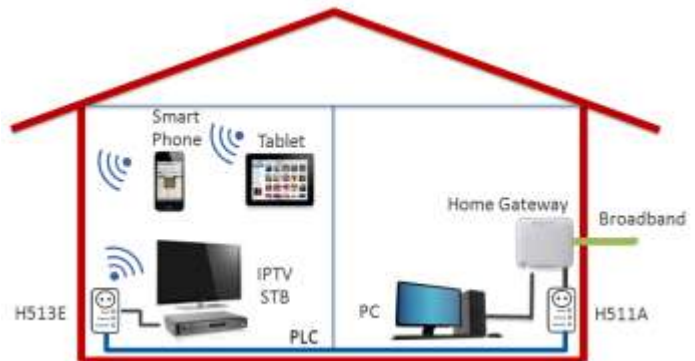 Smart
Phone
Tablet
Home Gateway
Broadband
IPTV
STB
H513E
PC
H511A
PLC